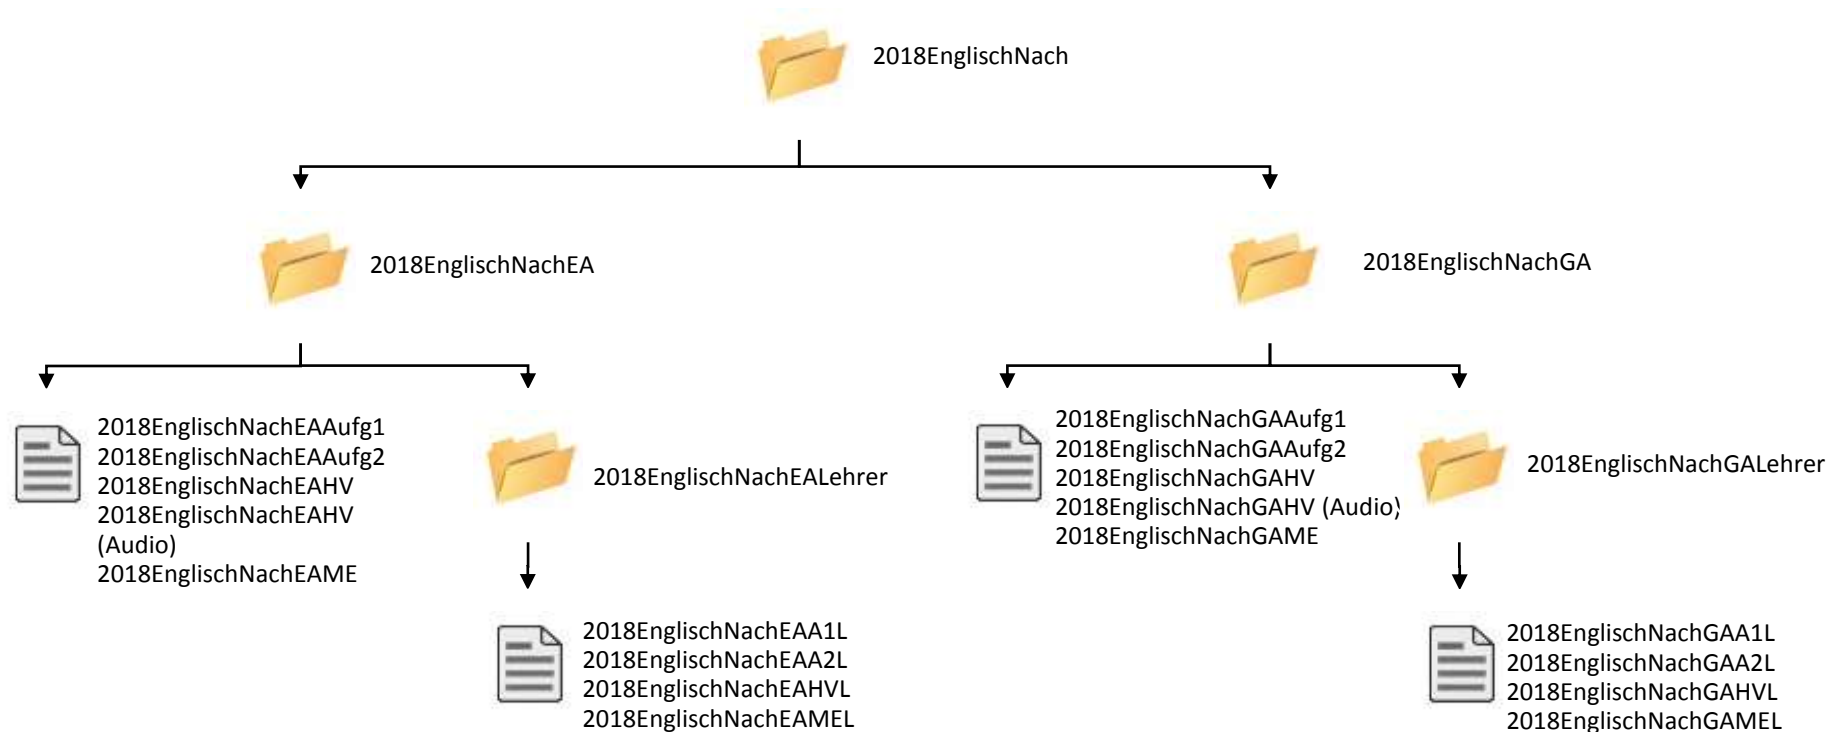 2018EnglischNach
2018EnglischNachEA
2018EnglischNachGA
2018EnglischNachEAAufg1
2018EnglischNachEAAufg2
2018EnglischNachEAHV
2018EnglischNachEAHV
(Audio)
2018EnglischNachEAME
2018EnglischNachEALehrer
2018EnglischNachGAAufg1
2018EnglischNachGAAufg2
2018EnglischNachGAHV
2018EnglischNachGAHV (Audio)
2018EnglischNachGAME
2018EnglischNachGALehrer
2018EnglischNachEAA1L
2018EnglischNachEAA2L
2018EnglischNachEAHVL
2018EnglischNachEAMEL
2018EnglischNachGAA1L
2018EnglischNachGAA2L
2018EnglischNachGAHVL
2018EnglischNachGAMEL